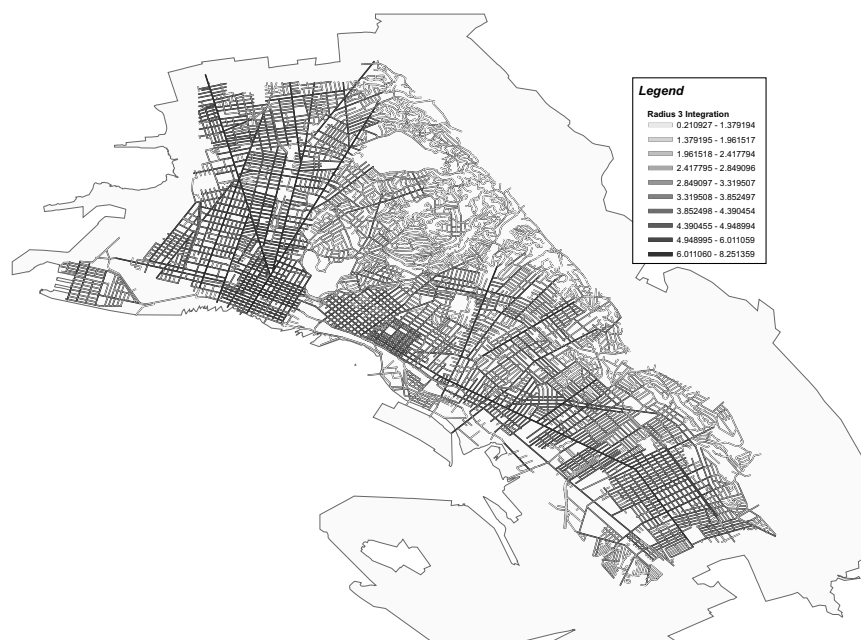 Legend
Radius 3 Integration
0.210927 - 1.379194
1.379195 - 1.961517
1.961518 - 2.417794
2.417795 - 2.849096
2.849097 - 3.319507
3.319508 - 3.852497
3.852498 - 4.390454
4.390455 - 4.948994
4.948995 - 6.011059
6.011060 - 8.251359